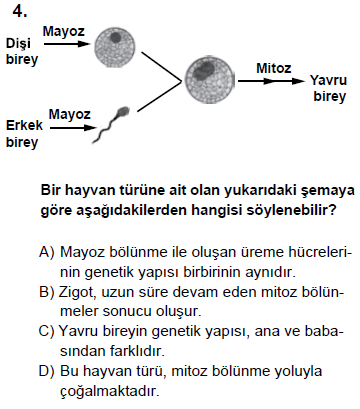 4.
Mayoz
Dişi
birey
Mitoz
Yavru
birey
Mayoz
Erkek
birey
Bir hayvan türüne ait olan yukarıdaki şemaya
göre aşağıdakilerden hangisi söylenebilir?
A) Mayoz bölünme ile oluşan üreme hücreleri-
nin genetik yapısı birbirinin aynıdır.
B) Zigot, uzun süre devam eden mitoz bölün-
meler sonucu oluşur.
C) Yavru bireyin genetik yapısı, ana ve baba-
sından farklıdır.
D) Bu hayvan türü, mitoz bölünme yoluyla
çoğalmaktadır.